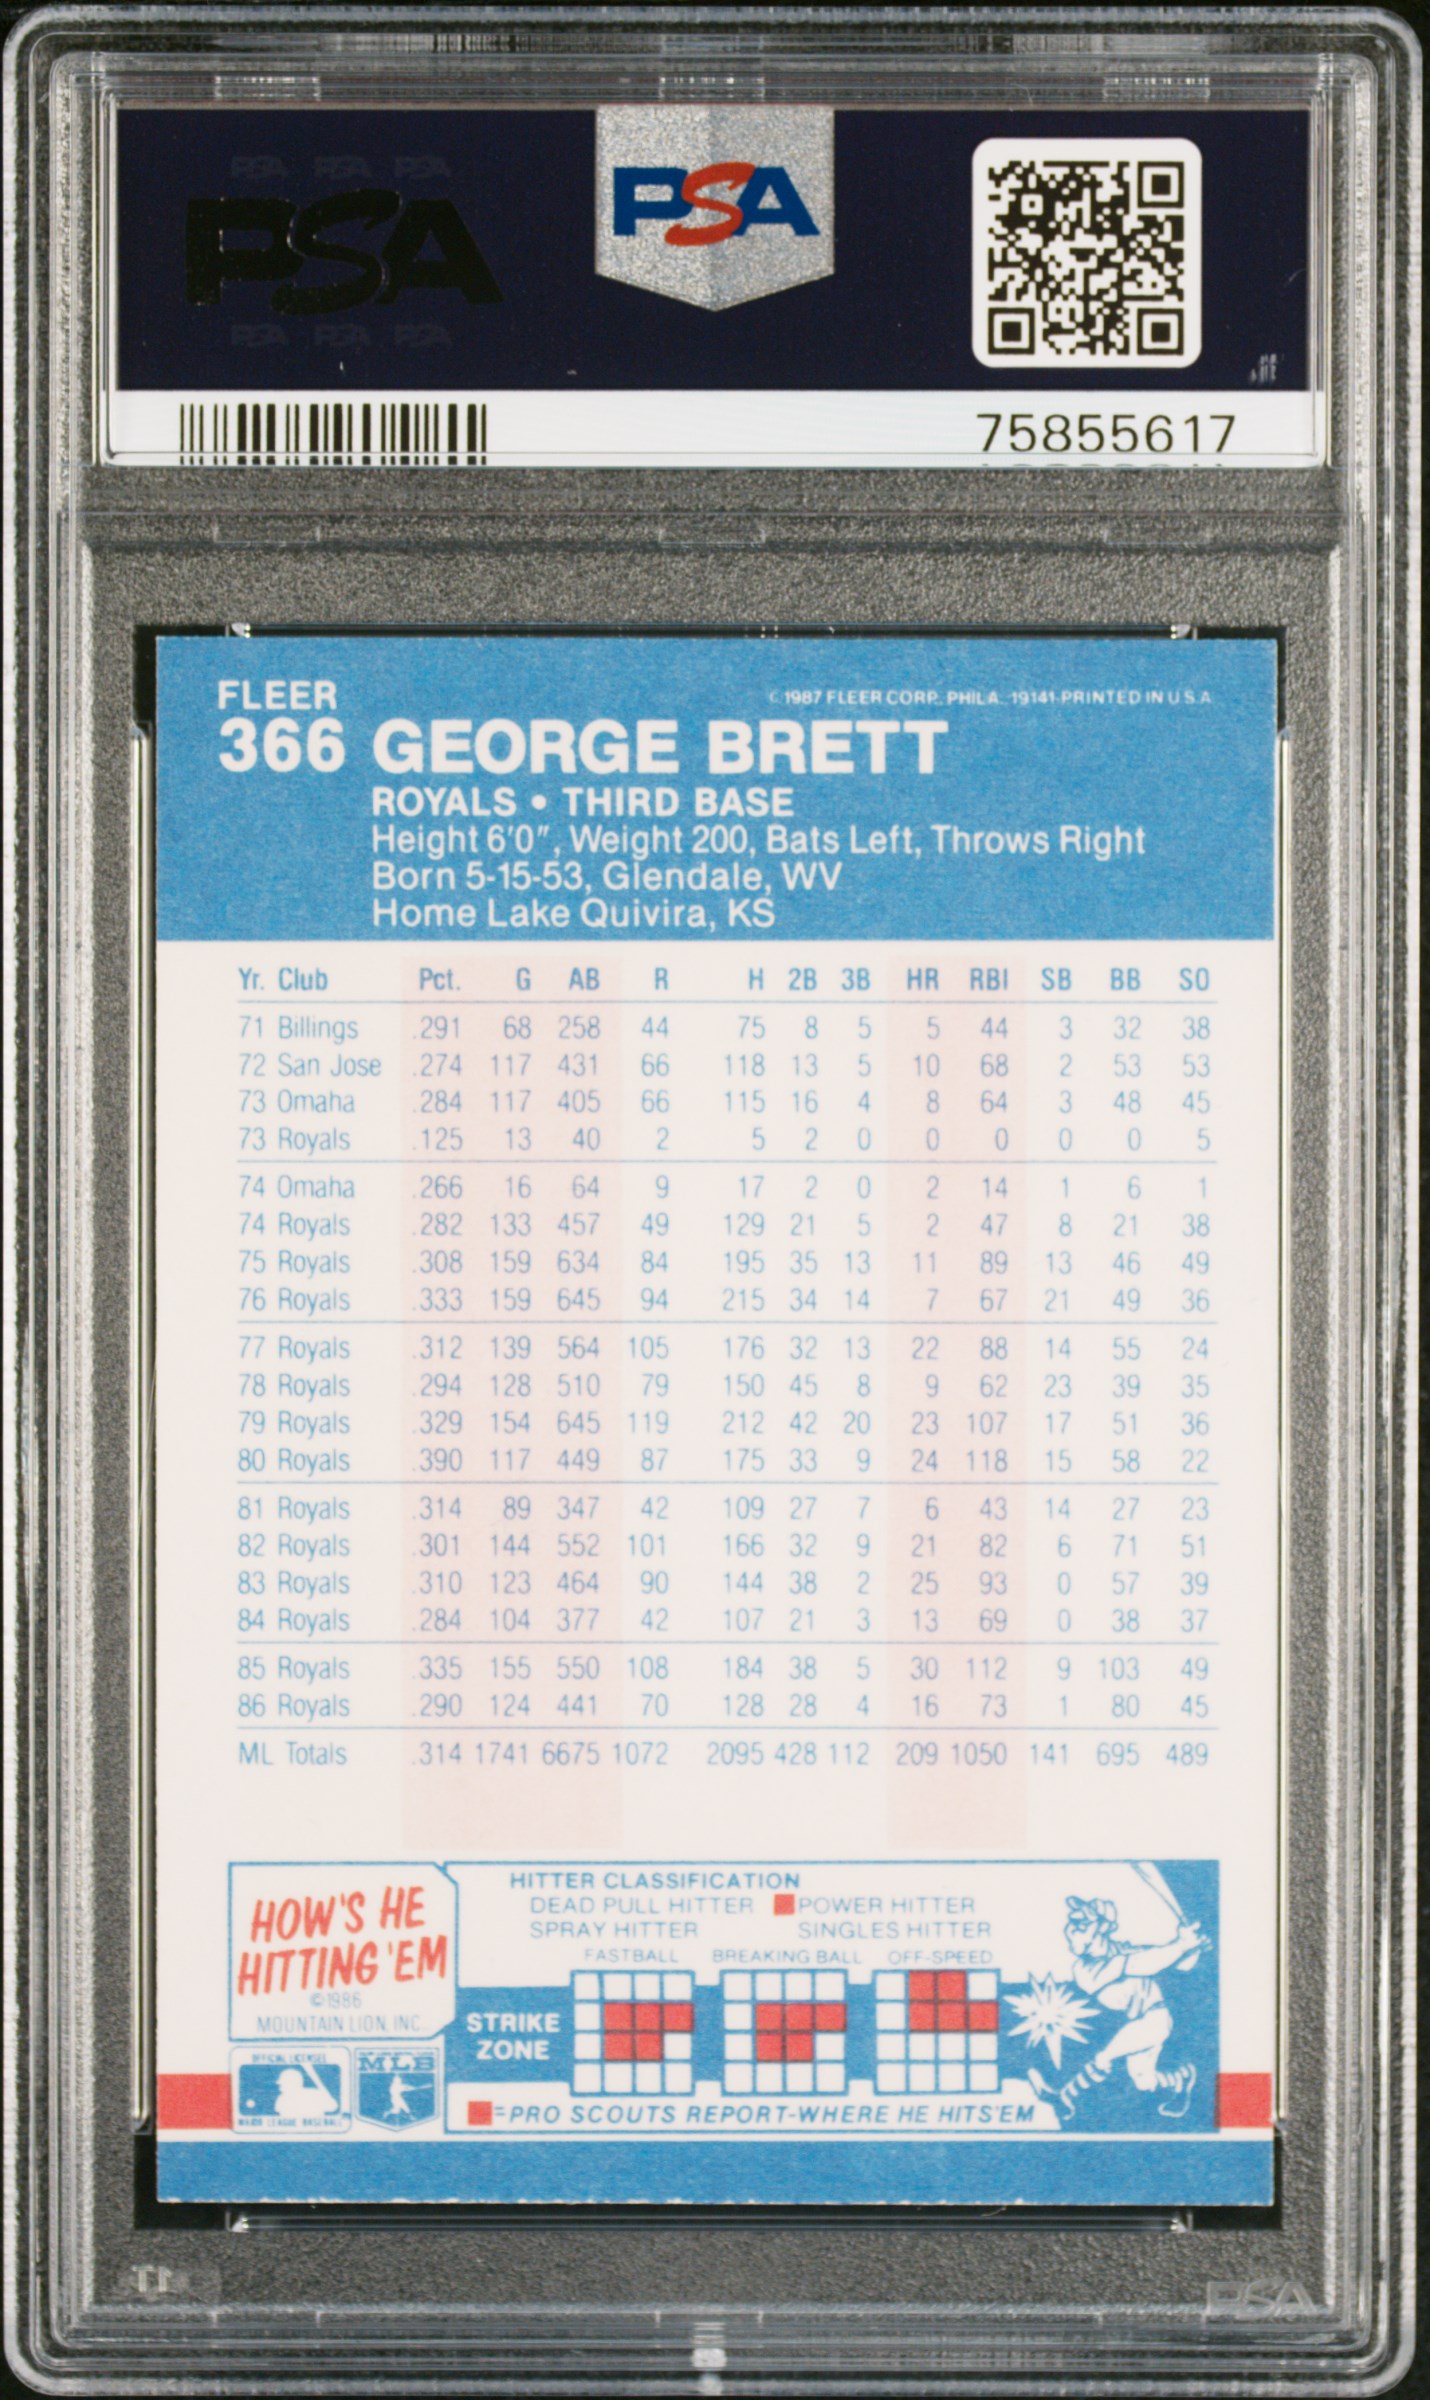 PSA PSA PSA
PSA
PSA PSA PSA
PSA
75855617
FLEER
© 1987 FLEER CORP. PHILA. 19141-PRINTED IN U.S.A.
366 GEORGE BRETT
ROYALS • THIRD BASE
Height 6'0", Weight 200, Bats Left, Throws Right
Born 5-15-53, Glendale, WV
Home Lake Quivira, KS
Yr. Club Pct. G AB R H 2B 3B HR RBI SB BB SO
71 Billings .291 68 258 44 75 8 5 5 44 3 32 38
72 San Jose .274 117 431 66 118 13 5 10 68 2 53 53
73 Omaha .284 117 405 66 115 16 4 8 64 3 48 45
73 Royals .125 13 40 2 5 2 0 0 0 0 0 5
74 Omaha .266 16 64 9 17 2 0 2 14 1 6 1
74 Royals .282 133 457 49 129 21 5 2 47 8 21 38
75 Royals .308 159 634 84 195 35 13 11 89 13 46 49
76 Royals .333 159 645 94 215 34 14 7 67 21 49 36
77 Royals .312 139 564 105 176 32 13 22 88 14 55 24
78 Royals .294 128 510 79 150 45 8 9 62 23 39 35
79 Royals .329 154 645 119 212 42 20 23 107 17 51 36
80 Royals .390 117 449 87 175 33 9 24 118 15 58 22
81 Royals .314 89 347 42 109 27 7 6 43 14 27 23
82 Royals .301 144 552 101 166 32 9 21 82 6 71 51
83 Royals .310 123 464 90 144 38 2 25 93 0 57 39
84 Royals .284 104 377 42 107 21 3 13 69 0 38 37
85 Royals .335 155 550 108 184 38 5 30 112 9 103 49
86 Royals .290 124 441 70 128 28 4 16 73 1 80 45
ML Totals .314 1741 6675 1072 2095 428 112 209 1050 141 695 489
HOW'S HE
HITTING 'EM
©1986
MOUNTAIN LION, INC.
HITTER CLASSIFICATION
DEAD PULL HITTER POWER HITTER
SPRAY HITTER SINGLES HITTER
FASTBALL BREAKING BALL OFF-SPEED
STRIKE
ZONE
=PRO SCOUTS REPORT-WHERE HE HITS'EM
OFFICIAL LICENSEE
MAJOR LEAGUE BASEBALL
MLB
PSA